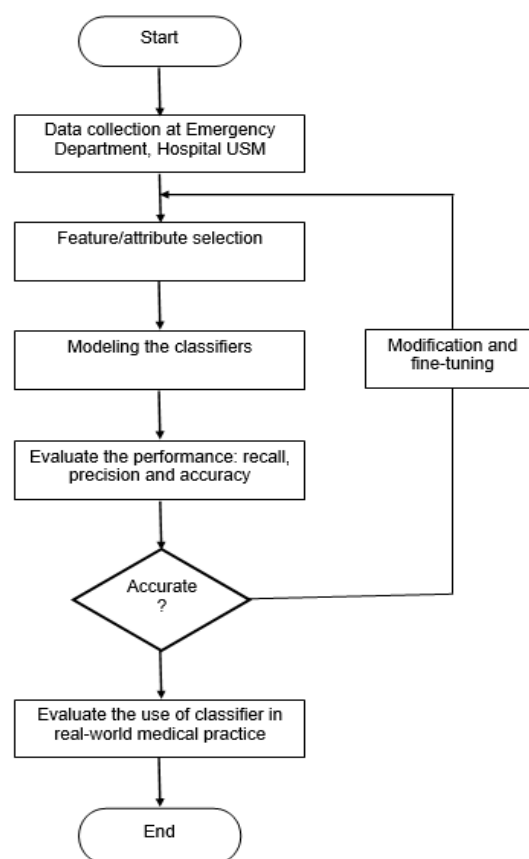 Start
Data collection at Emergency
Department, Hospital USM
Feature/attribute selection
Modeling the classifiers
Modification and
fine-tuning
Evaluate the performance: recall,
precision and accuracy
Accurate
?
Evaluate the use of classifier in
real-world medical practice
End